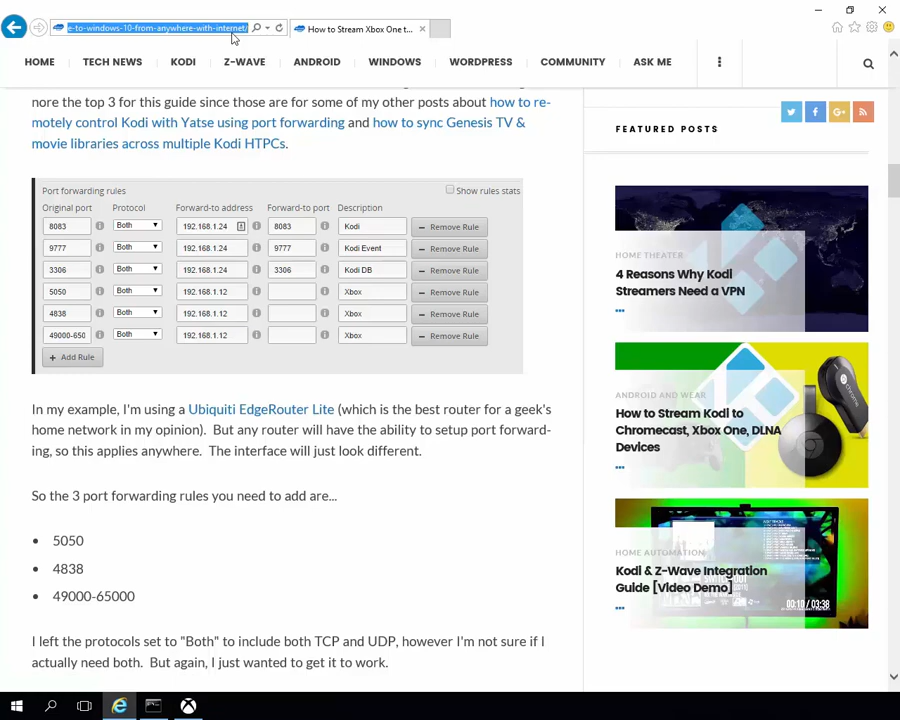 e-to-windows-10-from-anywhere-with-internet/
How to Stream Xbox One t...
HOME
TECH NEWS
KODI
Z-WAVE
ANDROID
WINDOWS
WORDPRESS
COMMUNITY
ASK ME
nore the top 3 for this guide since those are for some of my other posts about how to re-
motely control Kodi with Yatse using port forwarding and how to sync Genesis TV &
movie libraries across multiple Kodi HTPCs.
Port forwarding rules
Show rules stats
Original port Protocol Forward-to address Forward-to port Description
8083 Both 192.168.1.24 8083 Kodi Remove Rule
9777 Both 192.168.1.24 9777 Kodi Event Remove Rule
3306 Both 192.168.1.24 3306 Kodi DB Remove Rule
5050 Both 192.168.1.12 Xbox Remove Rule
4838 Both 192.168.1.12 Xbox Remove Rule
49000-650 Both 192.168.1.12 Xbox Remove Rule
+ Add Rule
In my example, I'm using a Ubiquiti EdgeRouter Lite (which is the best router for a geek's
home network in my opinion). But any router will have the ability to setup port forward-
ing, so this applies anywhere. The interface will just look different.
So the 3 port forwarding rules you need to add are...
• 5050
• 4838
• 49000-65000
I left the protocols set to "Both" to include both TCP and UDP, however I'm not sure if I
actually need both. But again, I just wanted to get it to work.
FEATURED POSTS
HOME THEATER
4 Reasons Why Kodi
Streamers Need a VPN
ANDROID AND WEAR
How to Stream Kodi to
Chromecast, Xbox One, DLNA
Devices
HOME AUTOMATION
Kodi & Z-Wave Integration
Guide [Video Demo]
00:10 / 03:38